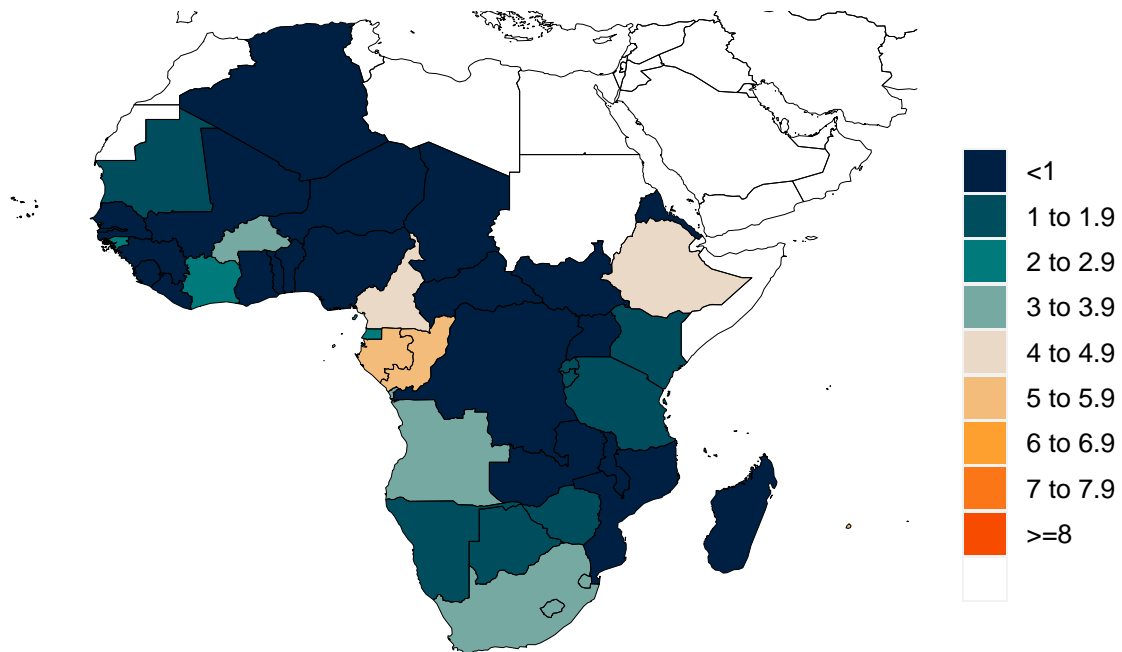 <1
1 to 1.9
2 to 2.9
3 to 3.9
4 to 4.9
5 to 5.9
6 to 6.9
7 to 7.9
>=8